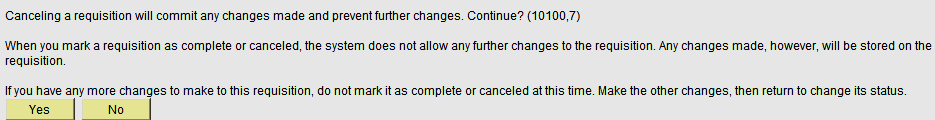 Canceling a requisition will commit any changes made and prevent further changes. Continue? (10100,7)
When you mark a requisition as complete or canceled, the system does not allow any further changes to the requisition. Any changes made, however, will be stored on the
requisition.
If you have any more changes to make to this requisition, do not mark it as complete or canceled at this time. Make the other changes, then return to change its status.
Yes No